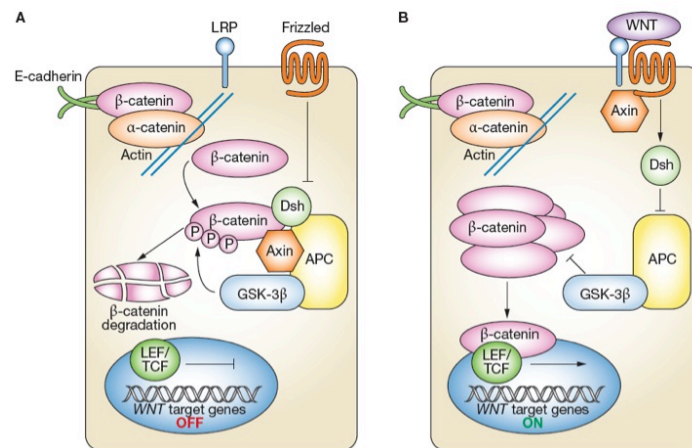 A
LRP
Frizzled
E-cadherin
β-catenin
α-catenin
Actin
β-catenin
Dsh
β-catenin
P
P
P
Axin
APC
GSK-3β
β-catenin
degradation
LEF/
TCF
WNT target genes
OFF
B
WNT
E-cadherin
β-catenin
α-catenin
Actin
Axin
Dsh
β-catenin
APC
GSK-3β
β-catenin
LEF/
TCF
WNT target genes
ON